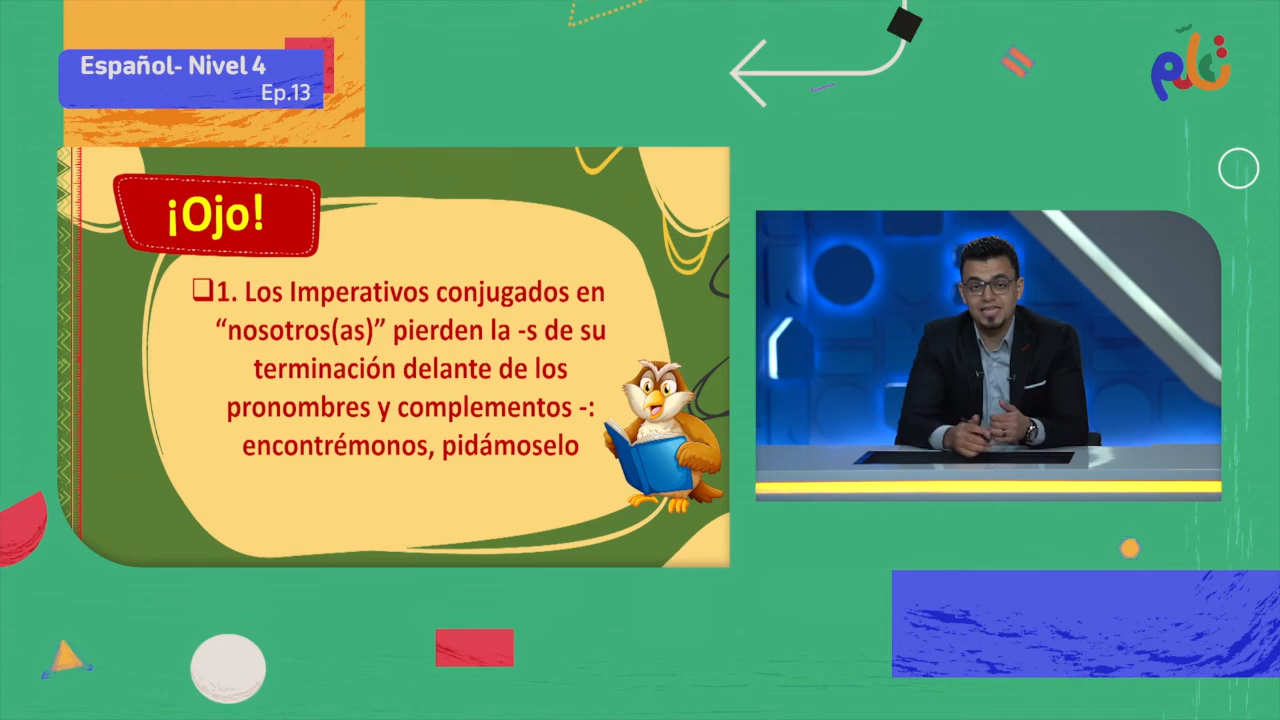 Español- Nivel 4
Ep.13
¡Ojo!
❑1. Los Imperativos conjugados en
“nosotros(as)” pierden la -s de su
terminación delante de los
pronombres y complementos -:
encontrémonos, pidámoselo
نتعلم